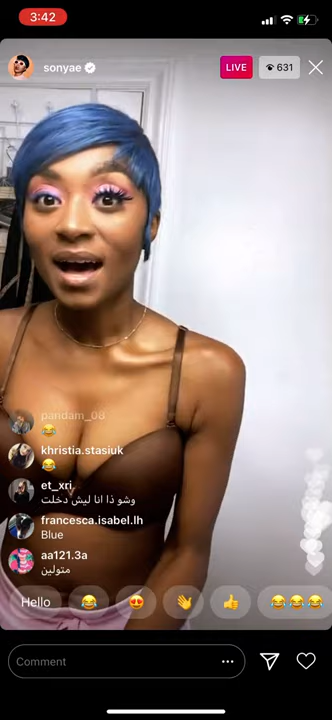 3:42
sonyae
LIVE
631
pandam_08
😂
khristia.stasiuk
😂
et_xri
وشو ذا انا ليش دخلت
francesca.isabel.lh
Blue
aa121.3a
متولين
Hello 😂 😍 👋 👍 😂😂😂
Comment